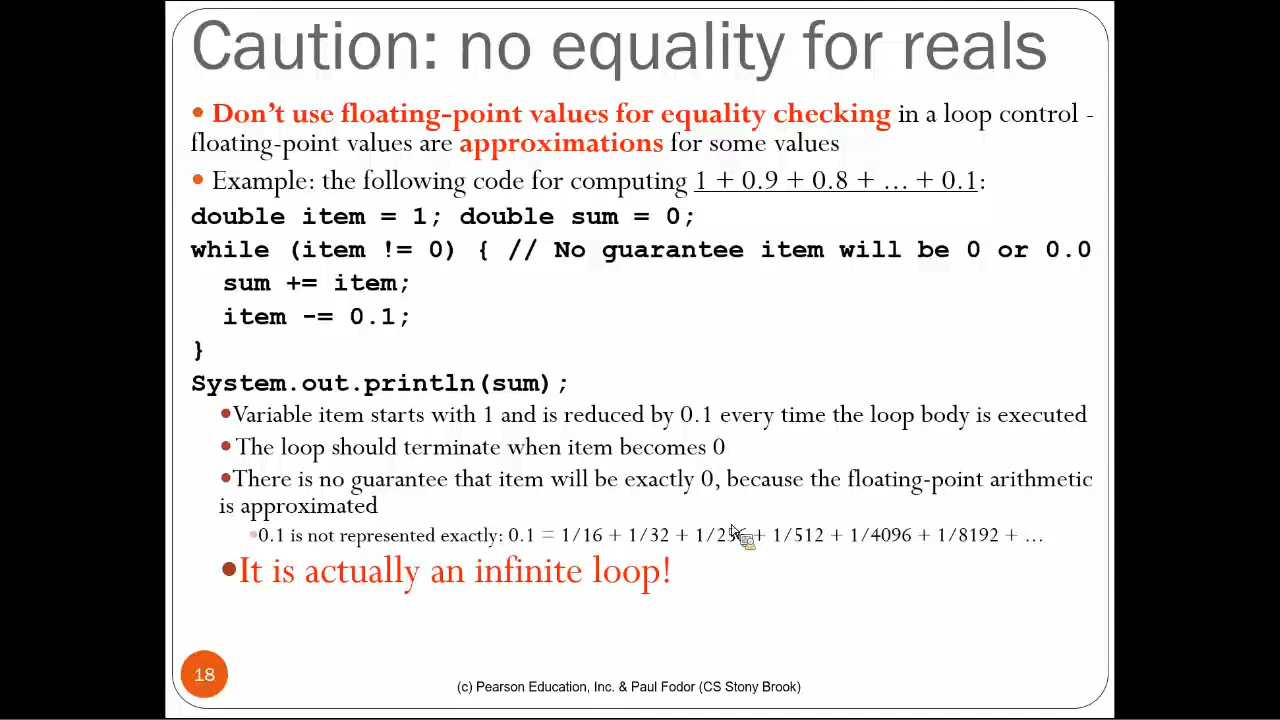 Caution: no equality for reals
• Don't use floating-point values for equality checking in a loop control -
floating-point values are approximations for some values
• Example: the following code for computing 1 + 0.9 + 0.8 + ... + 0.1:
double item = 1; double sum = 0;
while (item != 0) { // No guarantee item will be 0 or 0.0
sum += item;
item -= 0.1;
}
System.out.println(sum);
•Variable item starts with 1 and is reduced by 0.1 every time the loop body is executed
• The loop should terminate when item becomes 0
•There is no guarantee that item will be exactly 0, because the floating-point arithmetic
is approximated
•0.1 is not represented exactly: 0.1 = 1/16 + 1/32 + 1/256 + 1/512 + 1/4096 + 1/8192 + ...
•It is actually an infinite loop!
18
(c) Pearson Education, Inc. & Paul Fodor (CS Stony Brook)